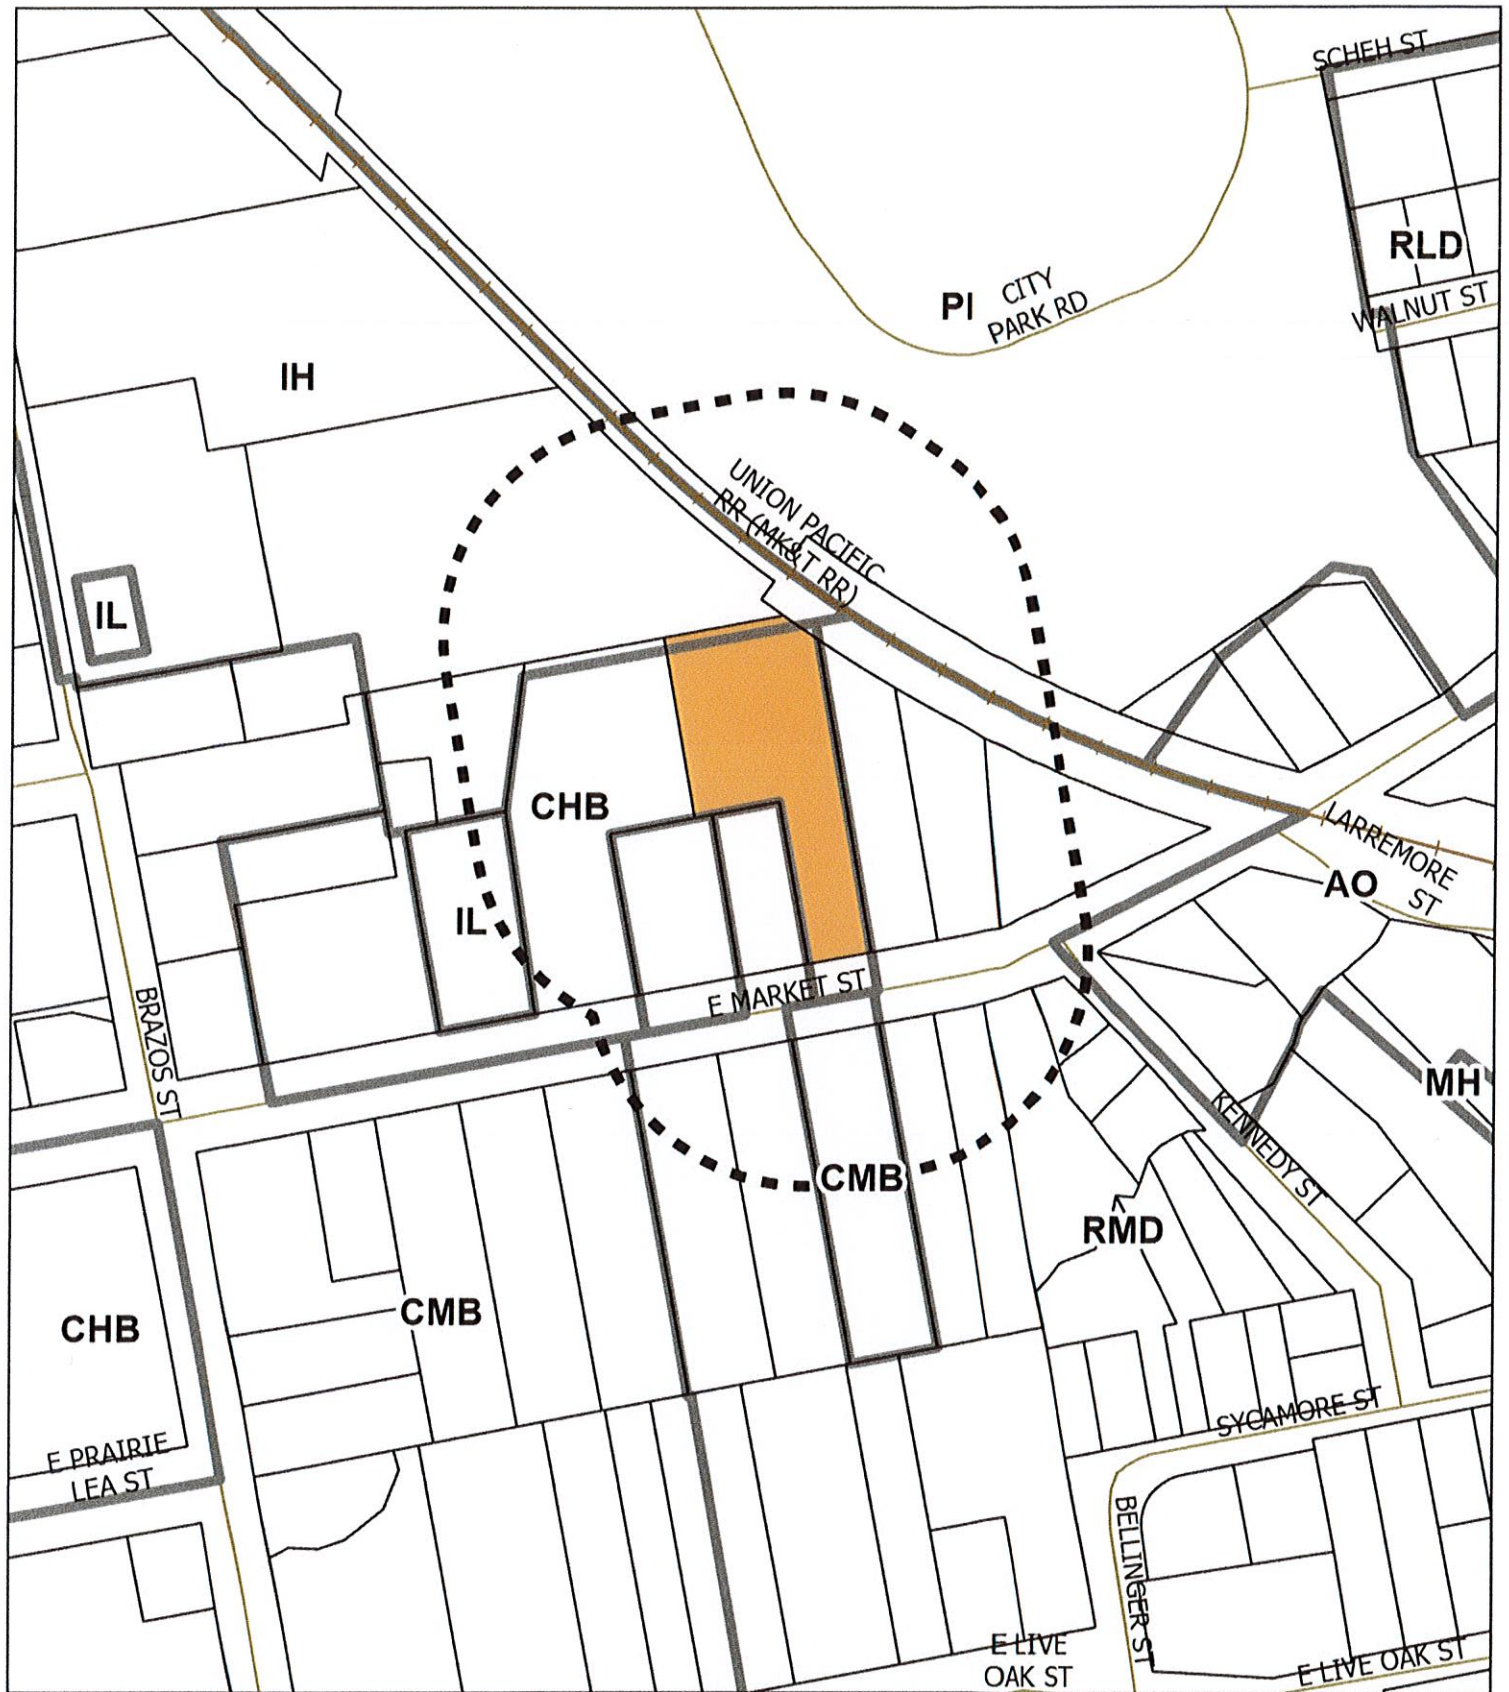 SCHEH ST
RLD
WALNUT ST
PI
CITY
PARK RD
IH
UNION PACIFIC
RR (MK&T RR)
IL
CHB
LARREMORE
ST
AO
IL
E MARKET ST
BRAZOS ST
MH
KENNEDY ST
CMB
RMD
CMB
CHB
SYCAMORE ST
E PRAIRIE
LEA ST
BELLINGER ST
E LIVE
OAK ST
E LIVE OAK ST